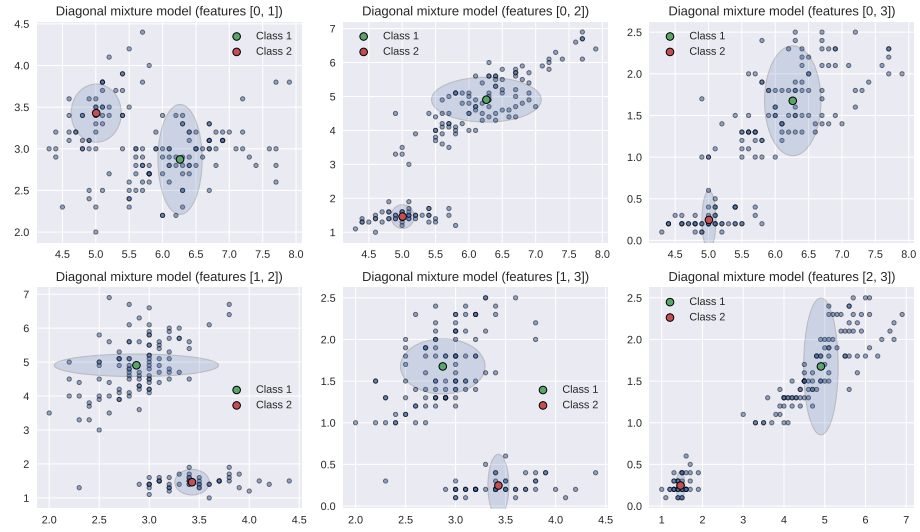 Diagonal mixture model (features [0, 1])
4.5
4.0
3.5
3.0
2.5
2.0
4.5 5.0 5.5 6.0 6.5 7.0 7.5 8.0
Class 1
Class 2
Diagonal mixture model (features [0, 2])
7
6
5
4
3
2
1
4.5 5.0 5.5 6.0 6.5 7.0 7.5 8.0
Class 1
Class 2
Diagonal mixture model (features [0, 3])
2.5
2.0
1.5
1.0
0.5
0.0
4.5 5.0 5.5 6.0 6.5 7.0 7.5 8.0
Class 1
Class 2
Diagonal mixture model (features [1, 2])
7
6
5
4
3
2
1
2.0 2.5 3.0 3.5 4.0 4.5
Class 1
Class 2
Diagonal mixture model (features [1, 3])
2.5
2.0
1.5
1.0
0.5
0.0
2.0 2.5 3.0 3.5 4.0 4.5
Class 1
Class 2
Diagonal mixture model (features [2, 3])
2.5
2.0
1.5
1.0
0.5
0.0
1 2 3 4 5 6 7
Class 1
Class 2